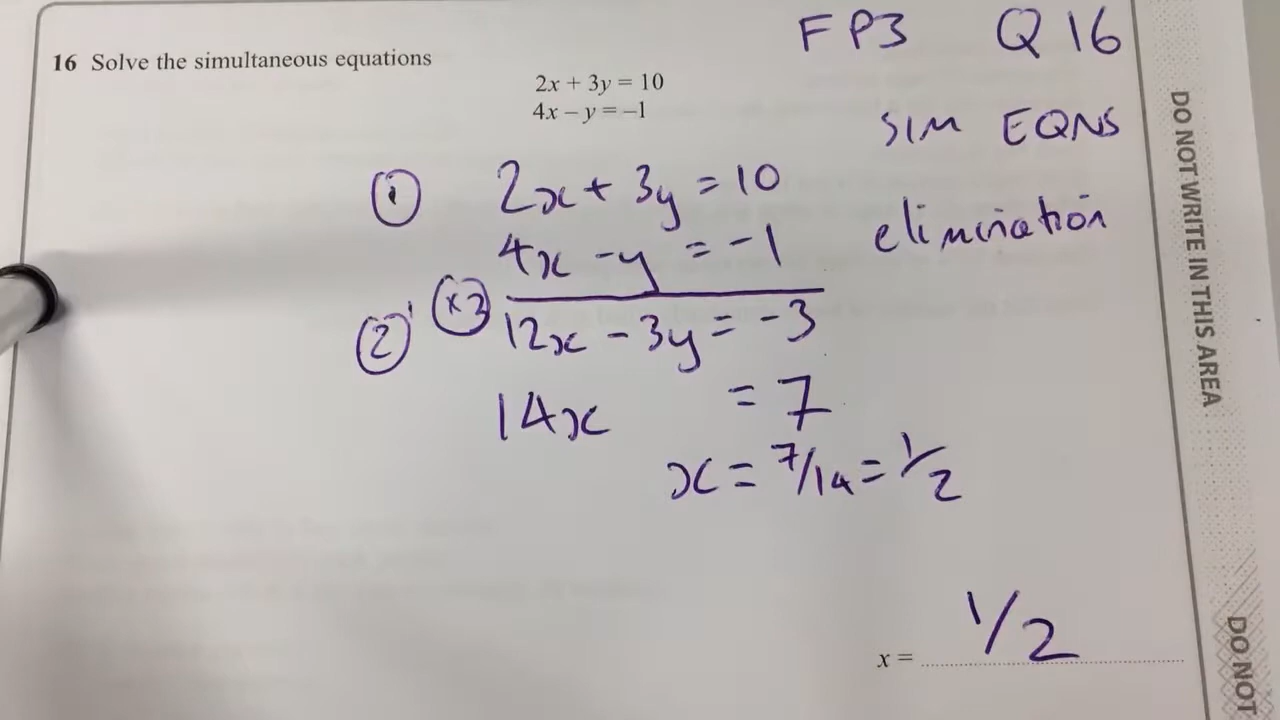 FP3 Q16
16 Solve the simultaneous equations
2x + 3y = 10
4x – y = –1
SIM EQNS
① 2x + 3y = 10
4x - y = -1
elimination
②' ×3 12x - 3y = -3
14x = 7
x = 7/14 = 1/2
x = 1/2
DO NOT WRITE IN THIS AREA
DO NOT